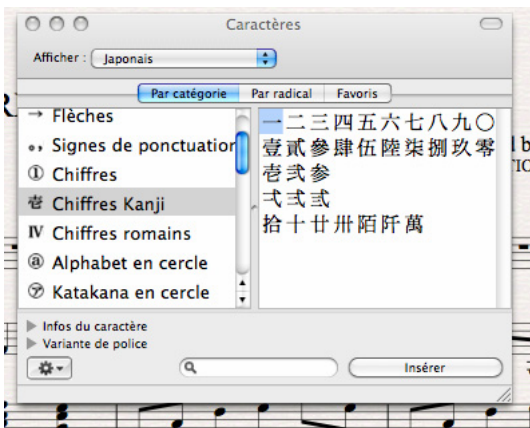 Caractères
Afficher : Japonais
Par catégorie Par radical Favoris
→ Flèches
Signes de ponctuation
① Chiffres
壱 Chiffres Kanji
IV Chiffres romains
ⓐ Alphabet en cercle
㋐ Katakana en cercle
一二三四五六七八九〇
壹貳參肆伍陸柒捌玖零
壱弐参
弌弍弎
拾十廿卅陌阡萬
Infos du caractère
Variante de police
Insérer